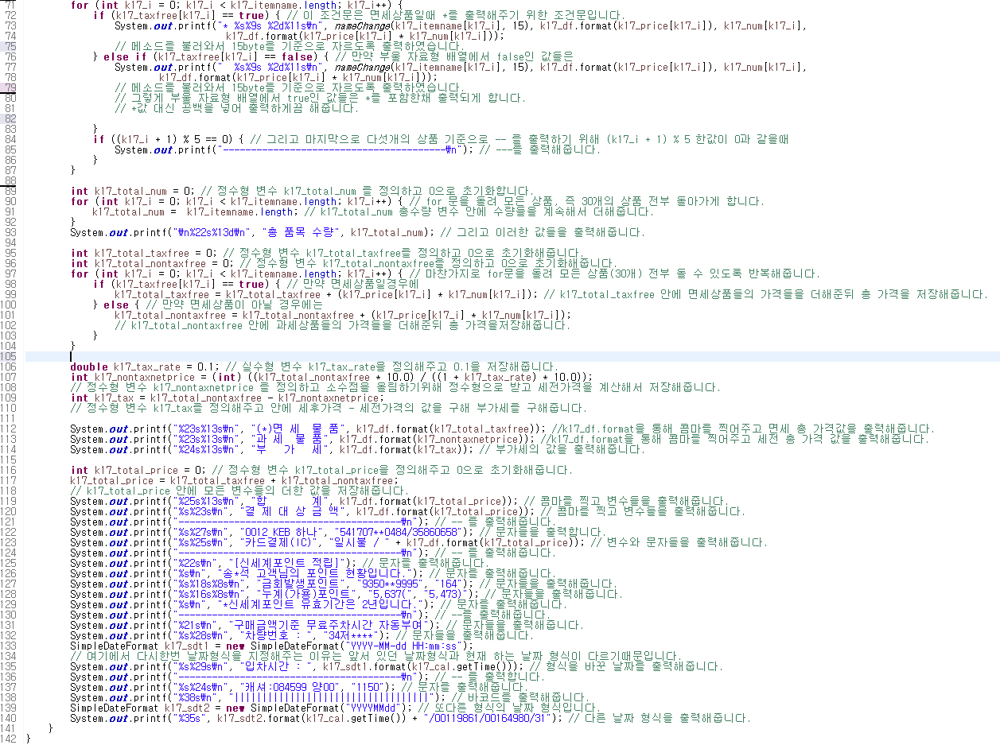 71 for (int k17_i = 0; k17_i < k17_itemname.length; k17_i++) {
72 if (k17_taxfree[k17_i] == true) { // 이 조건문은 면세상품일때 *를 출력해주기 위한 조건문입니다.
73 System.out.printf("* %s%9s %2d%11s\n", nameChange(k17_itemname[k17_i], 15), k17_df.format(k17_price[k17_i]), k17_num[k17_i],
74 k17_df.format(k17_price[k17_i] * k17_num[k17_i]));
75 // 메소드를 불러와서 15byte를 기준으로 자르도록 출력하였습니다.
76 } else if (k17_taxfree[k17_i] == false) { // 만약 부울 자료형 배열에서 false인 값들은
77 System.out.printf("  %s%9s %2d%11s\n", nameChange(k17_itemname[k17_i], 15), k17_df.format(k17_price[k17_i]), k17_num[k17_i],
78 k17_df.format(k17_price[k17_i] * k17_num[k17_i]));
79 // 메소드를 불러와서 15byte를 기준으로 자르도록 출력하였습니다.
80 // 그렇게 부울 자료형 배열에서 true인 값들은 *를 포함한채 출력되게 합니다.
81 // *값 대신 공백을 넣어 출력하게끔 해줍니다.
82
83 }
84 if ((k17_i + 1) % 5 == 0) { // 그리고 마지막으로 다섯개의 상품 기준으로 -- 을 출력하기 위해 (k17_i + 1) % 5 한값이 0과 같을때
85 System.out.printf("----------------------------------------\n"); // ---를 출력해줍니다.
86 }
87 }
88
89 int k17_total_num = 0; // 정수형 변수 k17_total_num 을 정의하고 0으로 초기화합니다.
90 for (int k17_i = 0; k17_i < k17_itemname.length; k17_i++) { // for 문을 돌려 모든 상품, 즉 30개의 상품 전부 돌아가게 합니다.
91 k17_total_num =  k17_itemname.length; // k17_total_num 총수량 변수 안에 수량들을 계속해서 더해줍니다.
92 }
93 System.out.printf("\n%22s%13d\n", "총 품목 수량", k17_total_num); // 그리고 이러한 값들을 출력해줍니다.
94
95 int k17_total_taxfree = 0; // 정수형 변수 k17_total_taxfree를 정의하고 0으로 초기화해줍니다.
96 int k17_total_nontaxfree = 0; // 정수형 변수 k17_total_nontaxfree를 정의하고 0으로 초기화해줍니다.
97 for (int k17_i = 0; k17_i < k17_itemname.length; k17_i++) { // 마찬가지로 for문을 돌려 모든 상품(30개) 전부 돌 수 있도록 반복해줍니다.
98 if (k17_taxfree[k17_i] == true) { // 만약 면세상품일경우에
99 k17_total_taxfree = k17_total_taxfree + (k17_price[k17_i] * k17_num[k17_i]); // k17_total_taxfree 안에 면세상품들의 가격들을 더해준뒤 총 가격을 저장해줍니다.
100 } else { // 만약 면세상품이 아닐 경우에는
101 k17_total_nontaxfree = k17_total_nontaxfree + (k17_price[k17_i] * k17_num[k17_i]);
102 // k17_total_nontaxfree 안에 과세상품들의 가격들을 더해준뒤 총 가격을저장해줍니다.
103 }
104 }
105
106 double k17_tax_rate = 0.1; // 실수형 변수 k17_tax_rate을 정의해주고 0.1을 저장해줍니다.
107 int k17_nontaxnetprice = (int) ((k17_total_nontaxfree * 10.0) / ((1 + k17_tax_rate) * 10.0));
108 // 정수형 변수 k17_nontaxnetprice 를 정의하고 소수점을 올림하기위해 정수형으로 받고 세전가격을 계산해서 저장해줍니다.
109 int k17_tax = k17_total_nontaxfree - k17_nontaxnetprice;
110 // 정수형 변수 k17_tax를 정의해주고 안에 세후가격 - 세전가격의 값을 구해 부가세를 구해줍니다.
111
112 System.out.printf("%23s%13s\n", "(*)면 세  물 품", k17_df.format(k17_total_taxfree)); //k17_df.format을 통해 콤마를 찍어주고 면세 총 가격값을 출력해줍니다.
113 System.out.printf("%23s%13s\n", "과 세  물 품", k17_df.format(k17_nontaxnetprice)); //k17_df.format을 통해 콤마를 찍어주고 세전 총 가격 값을 출력해줍니다.
114 System.out.printf("%24s%13s\n", "부   가   세", k17_df.format(k17_tax)); // 부가세의 값을 출력해줍니다.
115
116 int k17_total_price = 0; // 정수형 변수 k17_total_price을 정의해주고 0으로 초기화해줍니다.
117 k17_total_price = k17_total_taxfree + k17_total_nontaxfree;
118 // k17_total_price 안에 모든 변수들의 더한 값을 저장해줍니다.
119 System.out.printf("%25s%13s\n", "합        계", k17_df.format(k17_total_price)); // 콤마를 찍고 변수들을 출력해줍니다.
120 System.out.printf("%s%23s\n", "결 제 대 상 금 액", k17_df.format(k17_total_price)); // 콤마를 찍고 변수들을 출력해줍니다.
121 System.out.printf("----------------------------------------\n"); // -- 을 출력해줍니다.
122 System.out.printf("%s%27s\n", "0012 KEB 하나", "541707**0484/35860658"); // 문자들을 출력합니다.
123 System.out.printf("%s%25s\n", "카드결제(IC)", "일시불 / " + k17_df.format(k17_total_price)); // 변수와 문자들을 출력해줍니다.
124 System.out.printf("----------------------------------------\n"); // -- 을 출력해줍니다.
125 System.out.printf("%22s\n", "[신세계포인트 적립]"); // 문자을 출력해줍니다.
126 System.out.printf("%s\n", "송*석 고객님의 포인트 현황입니다."); // 문자를 출력해줍니다.
127 System.out.printf("%s%18s%8s\n", "금회발생포인트", "9350**9995", "164"); // 문자들을 출력해줍니다.
128 System.out.printf("%s%16s%8s\n", "누계(가용)포인트", "5,637(", "5,473)"); // 문자들을 출력해줍니다.
129 System.out.printf("%s\n", "*신세계포인트 유효기간은 2년입니다."); // 문자를 출력해줍니다.
130 System.out.printf("----------------------------------------\n"); // --을 출력해줍니다.
131 System.out.printf("%21s\n", "구매금액기준 무료주차시간 자동부여"); // 문자들을 출력해줍니다.
132 System.out.printf("%s%28s\n", "차량번호 : ", "34저****"); // 문자들을 출력해줍니다.
133 SimpleDateFormat k17_sdt1 = new SimpleDateFormat("YYYY-MM-dd HH:mm:ss");
134 // 여기에서 다시한번 날짜형식을 지정해주는 이유는 앞서 있던 날짜형식과 현재 하는 날짜 형식이 다르기때문입니다.
135 System.out.printf("%s%29s\n", "입차시간 : ", k17_sdt1.format(k17_cal.getTime())); // 형식을 바꾼 날짜를 출력해줍니다.
136 System.out.printf("----------------------------------------\n"); // -- 을 출력합니다.
137 System.out.printf("%s%24s\n", "캐셔:084599 양00", "1150"); // 문자을 출력해줍니다.
138 System.out.printf("%38s\n", "||||||||||||||||||||||||||||||||||"); // 바코드를 출력해줍니다.
139 SimpleDateFormat k17_sdt2 = new SimpleDateFormat("YYYYMMdd"); // 또다른 형식의 날짜 형식입니다.
140 System.out.printf("%35s", k17_sdt2.format(k17_cal.getTime()) + "/00119861/00164980/31"); // 다른 날짜 형식을 출력해줍니다.
141 }
142 }